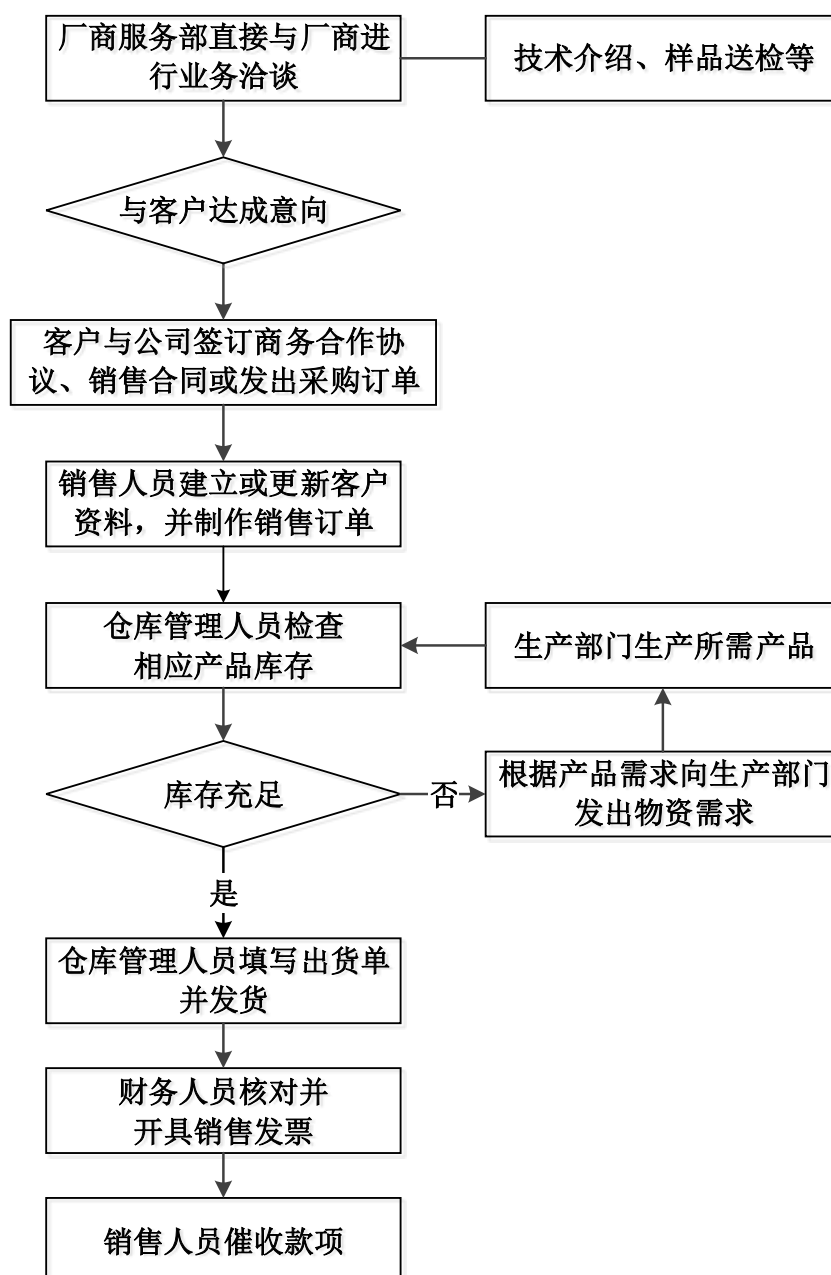 厂商服务部直接与厂商进
行业务洽谈
技术介绍、样品送检等
与客户达成意向
客户与公司签订商务合作协
议、销售合同或发出采购订单
销售人员建立或更新客户
资料，并制作销售订单
仓库管理人员检查
相应产品库存
生产部门生产所需产品
库存充足
否
根据产品需求向生产部门
发出物资需求
是
仓库管理人员填写出货单
并发货
财务人员核对并
开具销售发票
销售人员催收款项